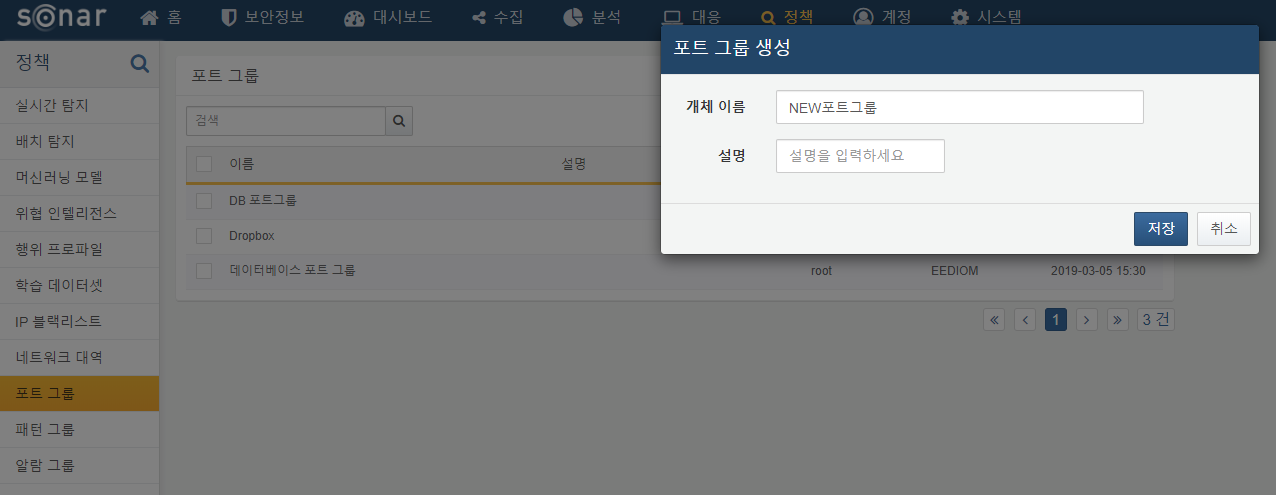 sonar 홈 보안정보 대시보드 수집 분석 대응 정책 계정 시스템
정책
실시간 탐지
배치 탐지
머신러닝 모델
위협 인텔리전스
행위 프로파일
학습 데이터셋
IP 블랙리스트
네트워크 대역
포트 그룹
패턴 그룹
알람 그룹
포트 그룹
검색
이름 설명
DB 포트그룹
Dropbox
데이터베이스 포트 그룹 root EEDIOM 2019-03-05 15:30
« ‹ 1 › » 3 건
포트 그룹 생성
개체 이름 NEW포트그룹
설명 설명을 입력하세요
저장 취소